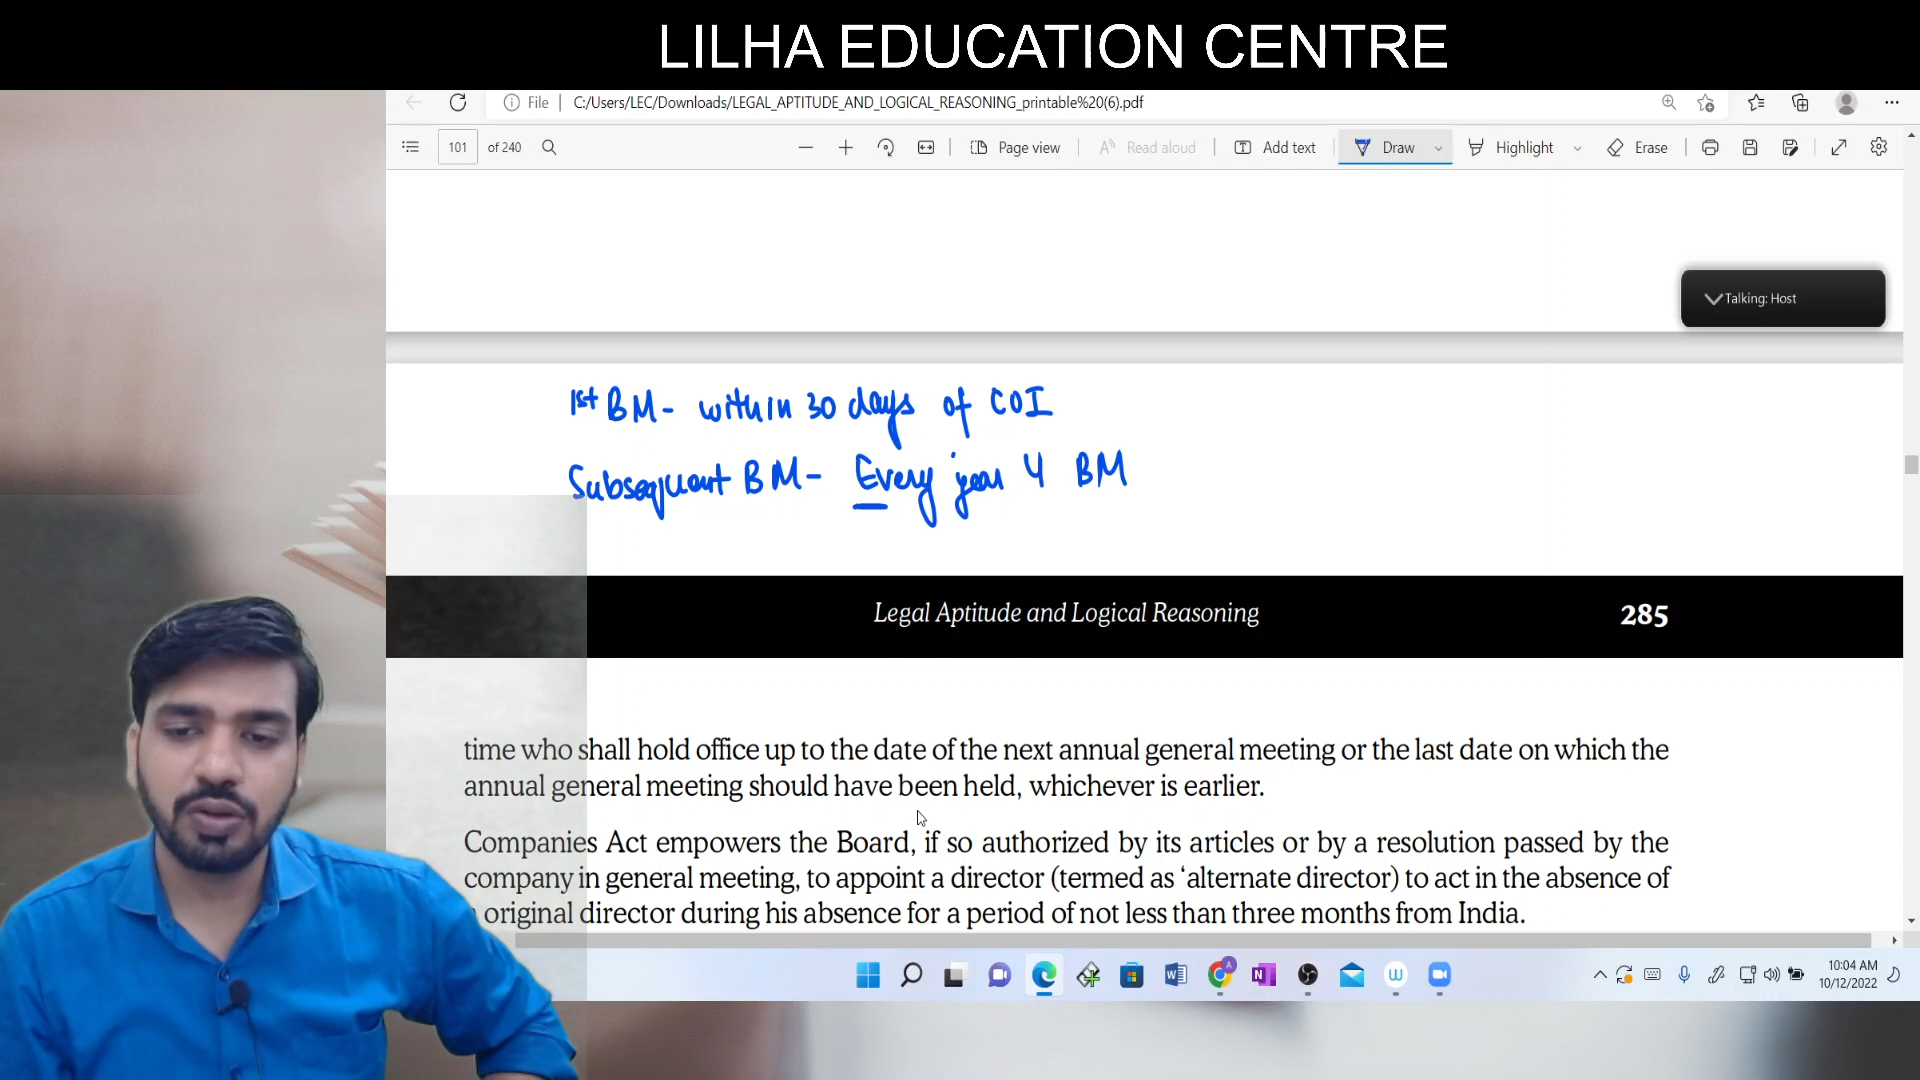 LILHA EDUCATION CENTRE
File C:/Users/LEC/Downloads/LEGAL_APTITUDE_AND_LOGICAL_REASONING_printable%20(6).pdf
101 of 240 Page view Read aloud Add text Draw Highlight Erase
Talking: Host
1st BM- within 30 days of COI
Subsequent BM- Every year 4 BM
Legal Aptitude and Logical Reasoning 285
time who shall hold office up to the date of the next annual general meeting or the last date on which the
annual general meeting should have been held, whichever is earlier.
Companies Act empowers the Board, if so authorized by its articles or by a resolution passed by the
company in general meeting, to appoint a director (termed as ‘alternate director) to act in the absence of
original director during his absence for a period of not less than three months from India.
10:04 AM
10/12/2022